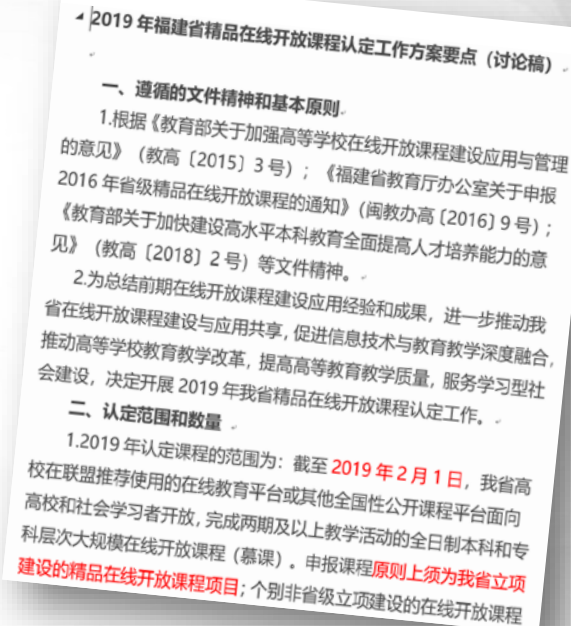 2019 年福建省精品在线开放课程认定工作方案要点（讨论稿）
一、遵循的文件精神和基本原则
1.根据《教育部关于加强高等学校在线开放课程建设应用与管理
的意见》（教高〔2015〕3 号）；《福建省教育厅办公室关于申报
2016 年省级精品在线开放课程的通知》（闽教办高〔2016〕9 号）；
《教育部关于加快建设高水平本科教育全面提高人才培养能力的意
见》（教高〔2018〕2 号）等文件精神。
2.为总结前期在线开放课程建设应用经验和成果，进一步推动我
省在线开放课程建设与应用共享，促进信息技术与教育教学深度融合，
推动高等学校教育教学改革，提高高等教育教学质量，服务学习型社
会建设，决定开展 2019 年我省精品在线开放课程认定工作。
二、认定范围和数量
1.2019 年认定课程的范围为：截至 2019 年 2 月 1 日，我省高
校在联盟推荐使用的在线教育平台或其他全国性公开课程平台面向
高校和社会学习者开放，完成两期及以上教学活动的全日制本科和专
科层次大规模在线开放课程（慕课）。申报课程原则上须为我省立项
建设的精品在线开放课程项目；个别非省级立项建设的在线开放课程